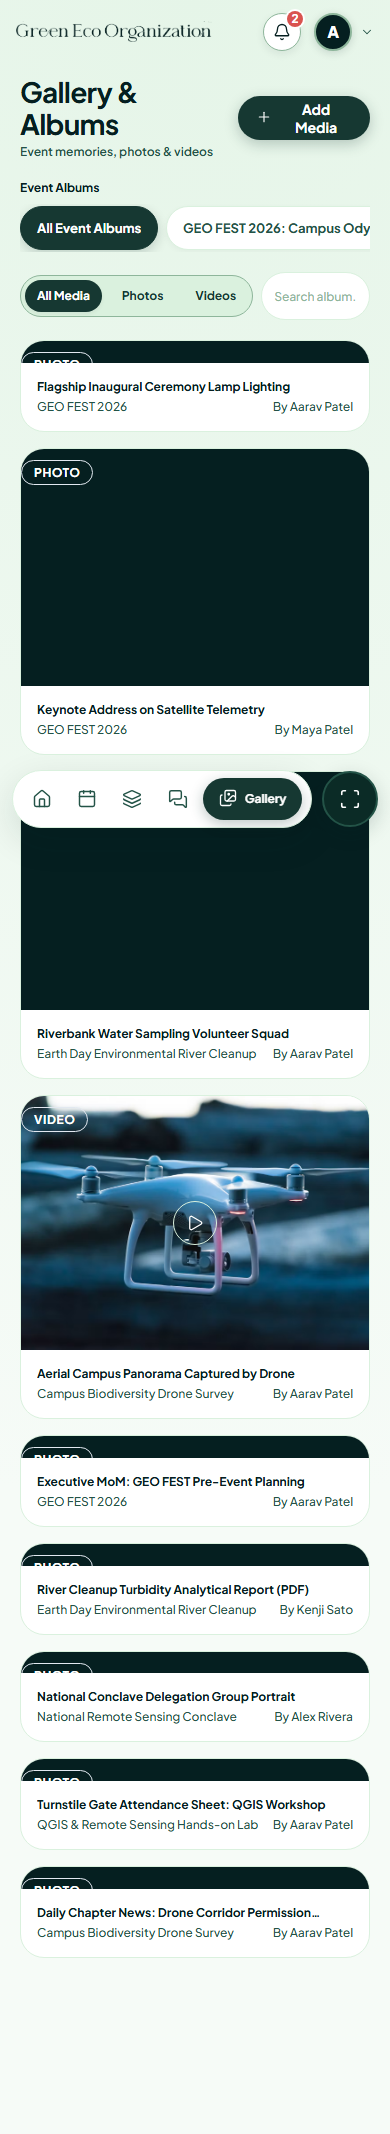 Green Eco Organization
2
A
Gallery &
Albums
Add
Media
Event memories, photos & videos
Event Albums
All Event Albums
GEO FEST 2026: Campus Ody
All Media
Photos
Videos
Search album.
PHOTO
Flagship Inaugural Ceremony Lamp Lighting
GEO FEST 2026
By Aarav Patel
PHOTO
Keynote Address on Satellite Telemetry
GEO FEST 2026
By Maya Patel
Gallery
Riverbank Water Sampling Volunteer Squad
Earth Day Environmental River Cleanup
By Aarav Patel
VIDEO
Aerial Campus Panorama Captured by Drone
Campus Biodiversity Drone Survey
By Aarav Patel
PHOTO
Executive MoM: GEO FEST Pre-Event Planning
GEO FEST 2026
By Aarav Patel
PHOTO
River Cleanup Turbidity Analytical Report (PDF)
Earth Day Environmental River Cleanup
By Kenji Sato
PHOTO
National Conclave Delegation Group Portrait
National Remote Sensing Conclave
By Alex Rivera
PHOTO
Turnstile Gate Attendance Sheet: QGIS Workshop
QGIS & Remote Sensing Hands-on Lab
By Aarav Patel
PHOTO
Daily Chapter News: Drone Corridor Permission...
Campus Biodiversity Drone Survey
By Aarav Patel